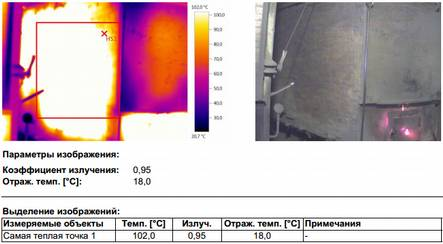 102,0 °C
100,0
90,0
80,0
70,0
60,0
50,0
40,0
30,0
20,7 °C
HS1
Параметры изображения:
Коэффициент излучения: 0,95
Отраж. темп. [°C]: 18,0
Выделение изображений:
Измеряемые объекты Темп. [°C] Излуч. Отраж. темп. [°C] Примечания
Самая теплая точка 1 102,0 0,95 18,0 -